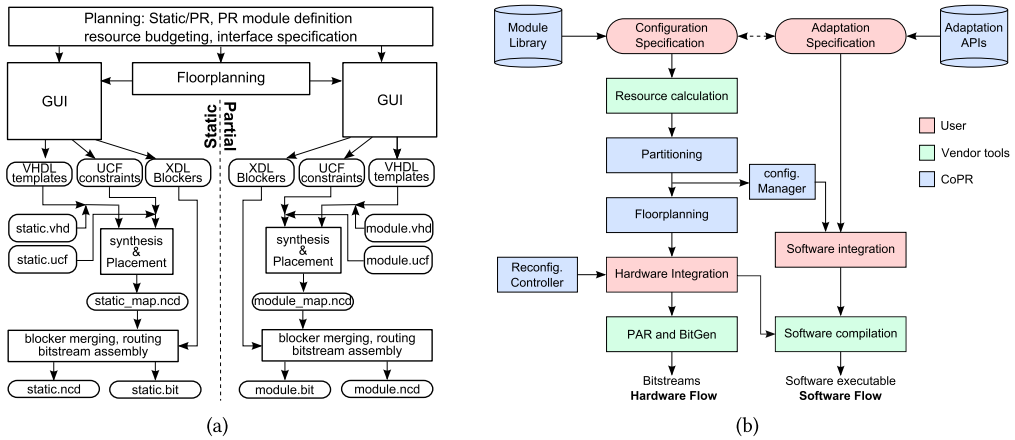 Planning: Static/PR, PR module definition
resource budgeting, interface specification
GUI
Floorplanning
GUI
Static
Partial
VHDL
templates
UCF
constraints
XDL
Blockers
XDL
Blockers
UCF
constraints
VHDL
templates
static.vhd
static.ucf
synthesis
&
Placement
synthesis
&
Placement
module.vhd
module.ucf
static_map.ncd
module_map.ncd
blocker merging, routing
bitstream assembly
blocker merging, routing
bitstream assembly
static.ncd
static.bit
module.bit
module.ncd
(a)
Module
Library
Configuration
Specification
Adaptation
Specification
Adaptation
APIs
Resource calculation
Partitioning
config.
Manager
Floorplanning
Software integration
Reconfig.
Controller
Hardware Integration
PAR and BitGen
Software compilation
Bitstreams
Hardware Flow
Software executable
Software Flow
User
Vendor tools
CoPR
(b)